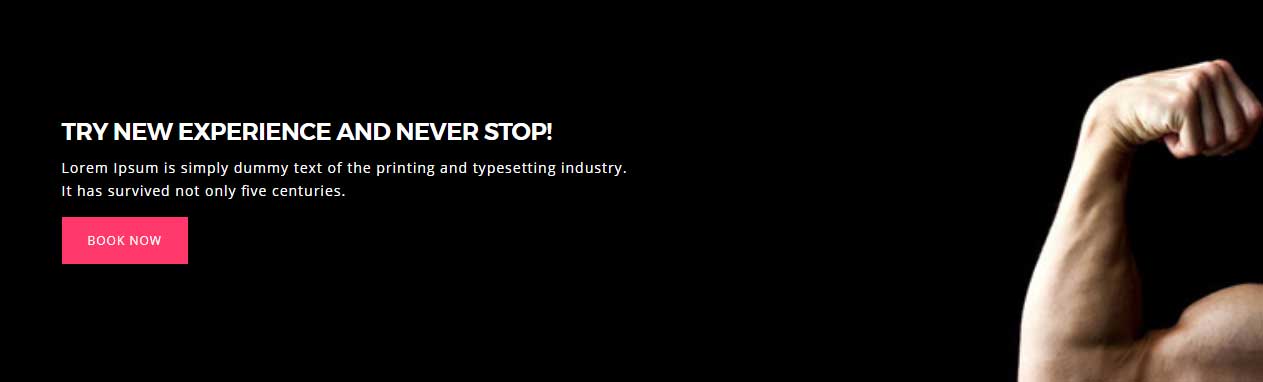 TRY NEW EXPERIENCE AND NEVER STOP!
Lorem Ipsum is simply dummy text of the printing and typesetting industry.
It has survived not only five centuries.
BOOK NOW